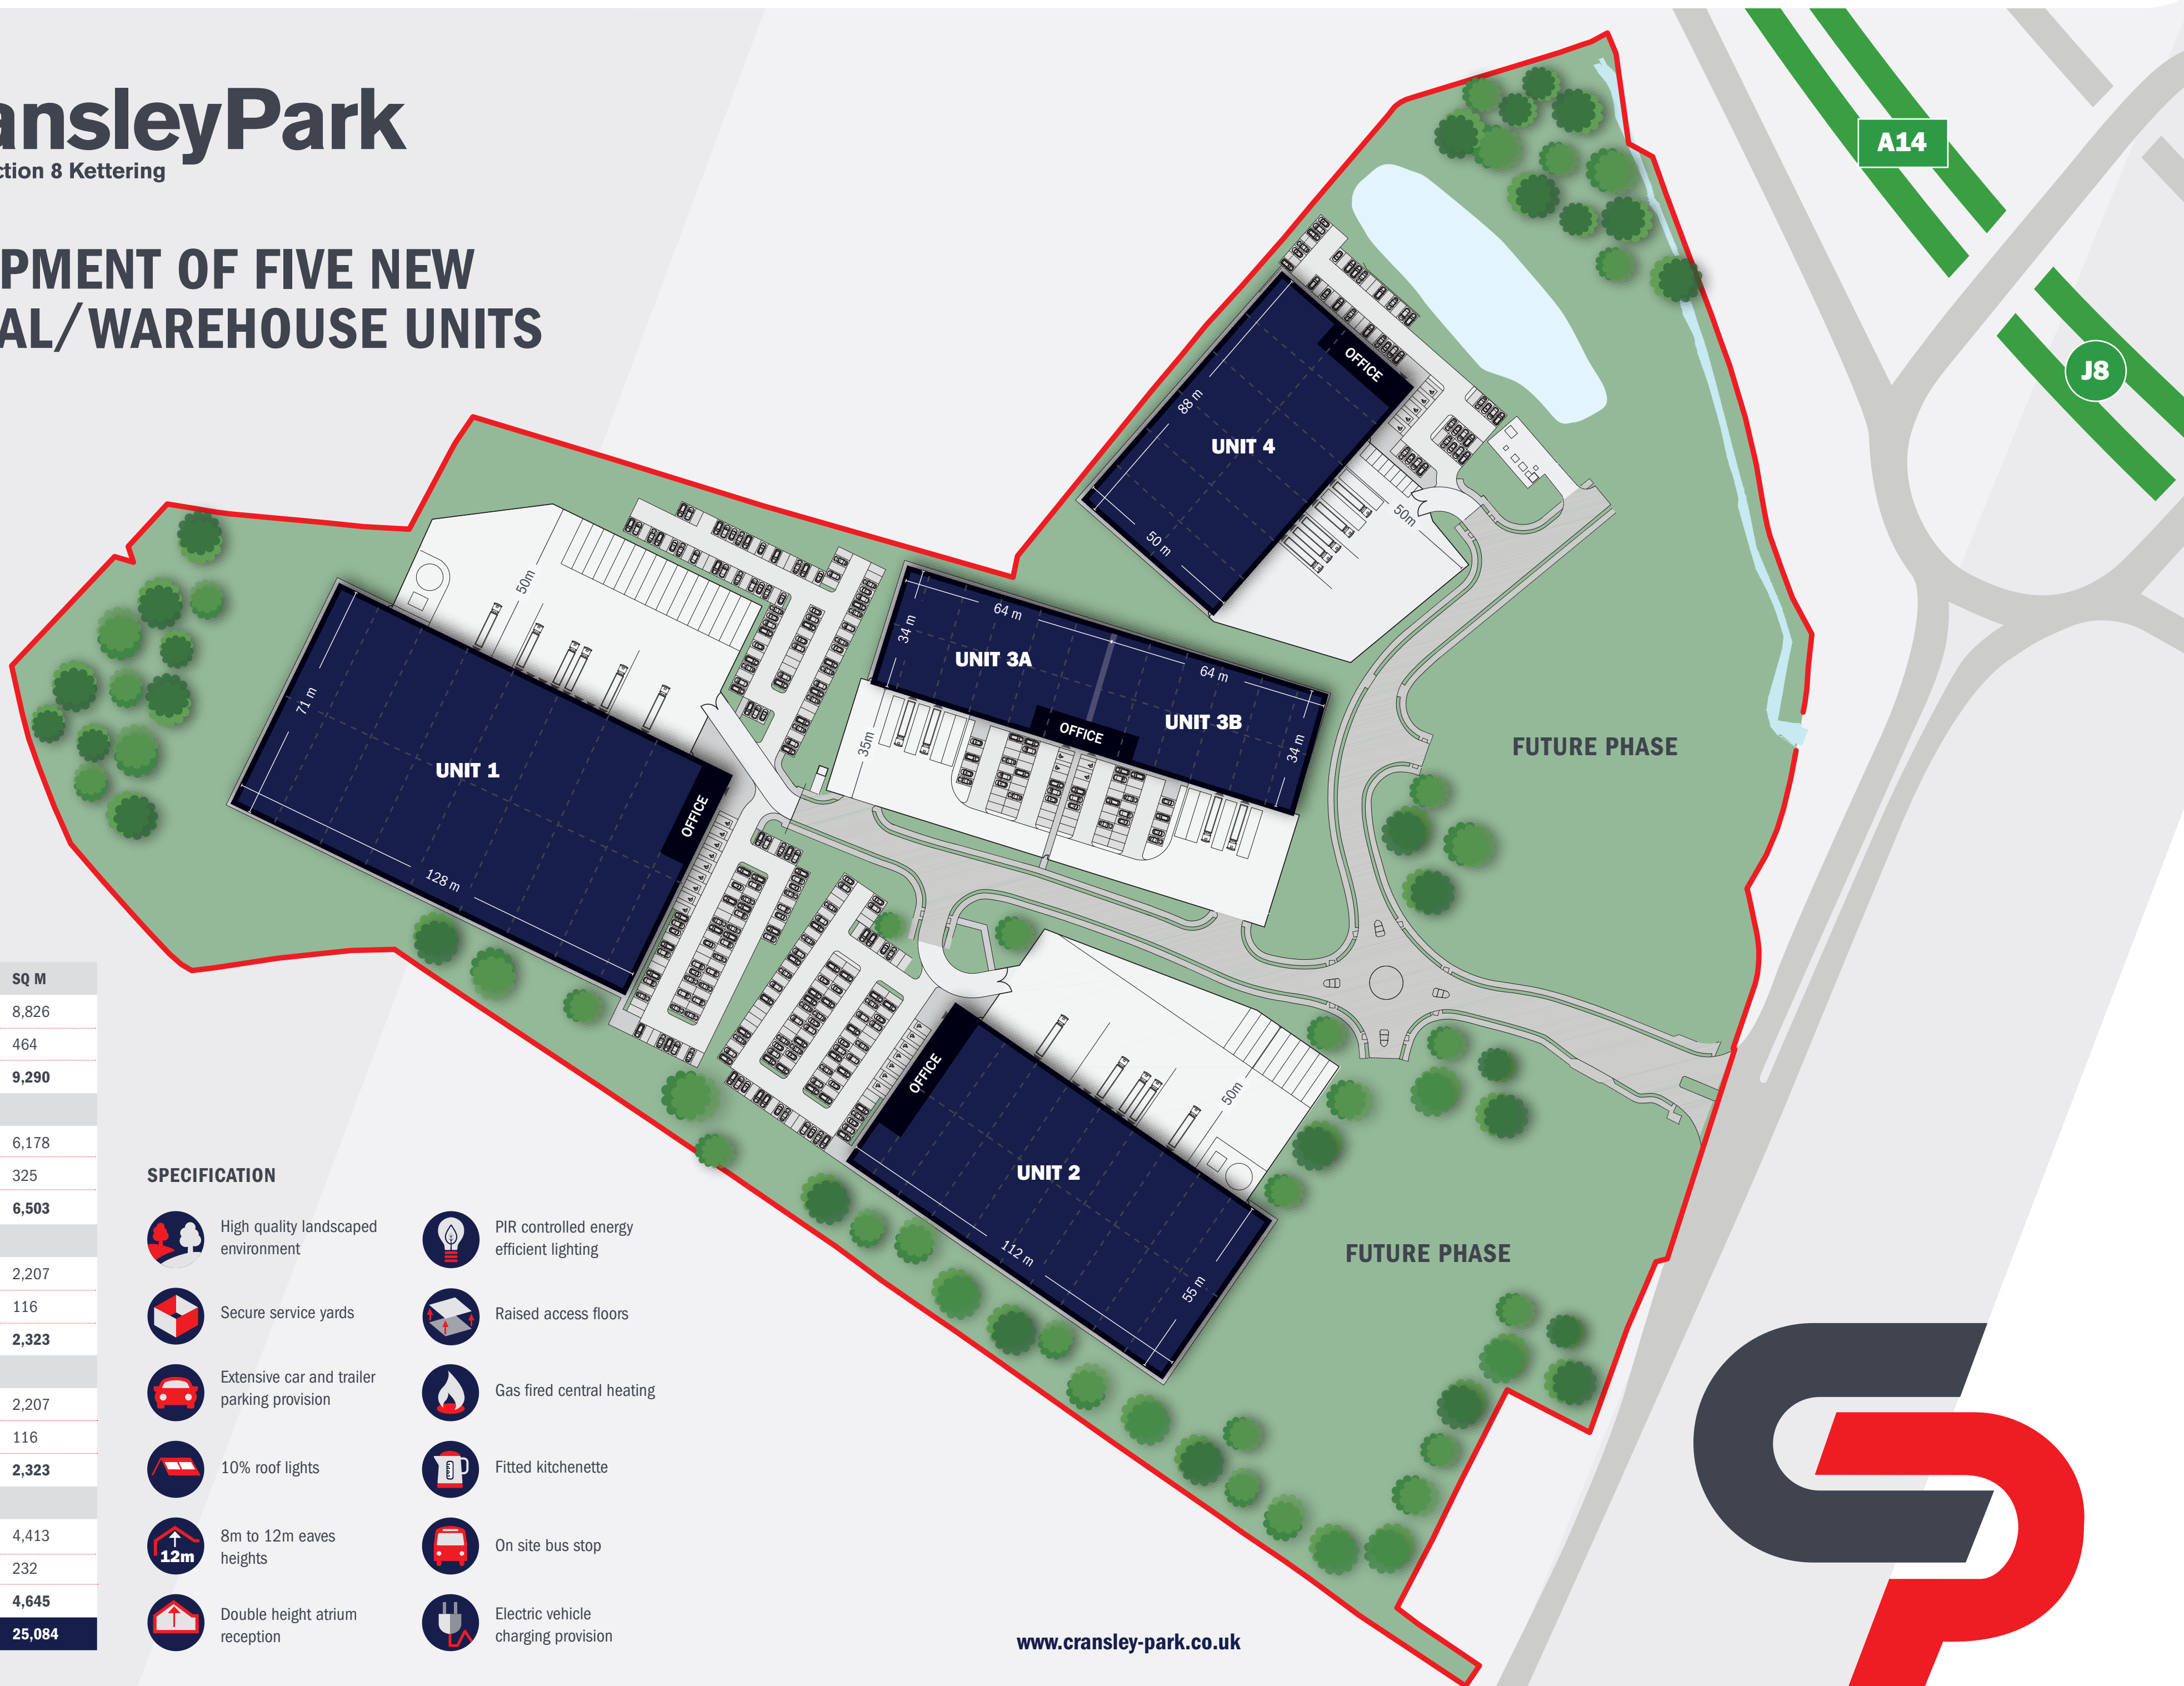 ansleyPark
ction 8 Kettering
PMENT OF FIVE NEW
AL/WAREHOUSE UNITS
A14
J8
UNIT 4
OFFICE
88 m
50 m
50m
UNIT 3A
64 m
34 m
35m
OFFICE
UNIT 3B
64 m
34 m
UNIT 1
50m
71 m
128 m
OFFICE
UNIT 2
OFFICE
50m
112 m
55 m
FUTURE PHASE
FUTURE PHASE
SQ M
8,826
464
9,290
6,178
325
6,503
2,207
116
2,323
2,207
116
2,323
4,413
232
4,645
25,084
SPECIFICATION
High quality landscaped
environment
Secure service yards
Extensive car and trailer
parking provision
10% roof lights
12m
8m to 12m eaves
heights
Double height atrium
reception
PIR controlled energy
efficient lighting
Raised access floors
Gas fired central heating
Fitted kitchenette
On site bus stop
Electric vehicle
charging provision
www.cransley-park.co.uk